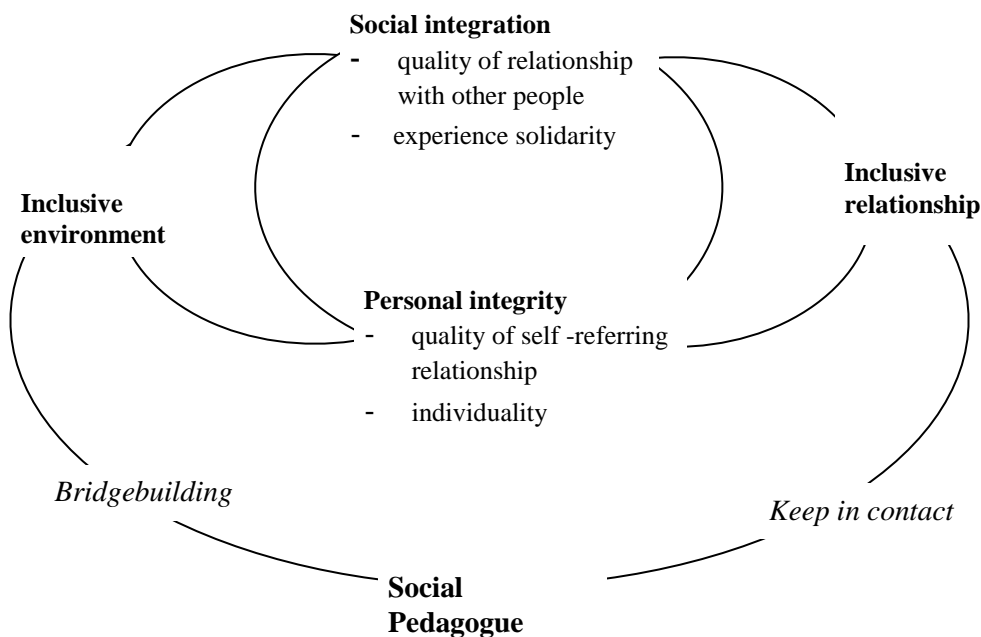 Social integration
- quality of relationship
with other people
- experience solidarity
Inclusive
environment
Inclusive
relationship
Personal integrity
- quality of self -referring
relationship
- individuality
Bridgebuilding
Keep in contact
Social
Pedagogue